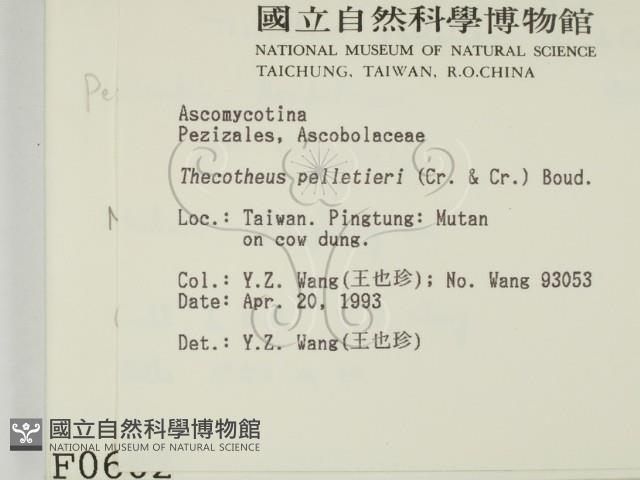 國立自然科學博物館
NATIONAL MUSEUM OF NATURAL SCIENCE
TAICHUNG, TAIWAN, R.O.CHINA
Ascomycotina
Pezizales, Ascobolaceae
Thecotheus pelletieri (Cr. & Cr.) Boud.
Loc.: Taiwan. Pingtung: Mutan
on cow dung.
Col.: Y.Z. Wang(王也珍); No. Wang 93053
Date: Apr. 20, 1993
Det.: Y.Z. Wang(王也珍)
國立自然科學博物館
NATIONAL MUSEUM OF NATURAL SCIENCE